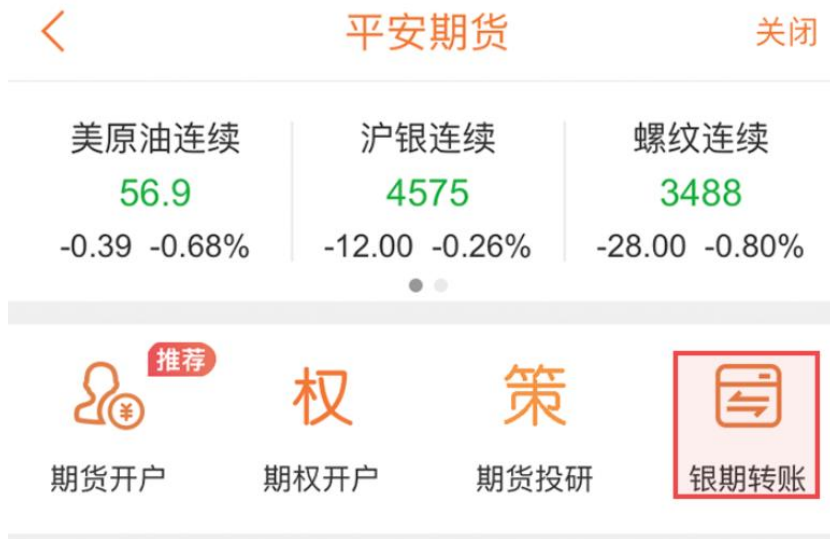 平安期货 关闭
美原油连续 沪银连续 螺纹连续
56.9 4575 3488
-0.39 -0.68% -12.00 -0.26% -28.00 -0.80%
推荐
¥ 权 策
期货开户 期权开户 期货投研 银期转账